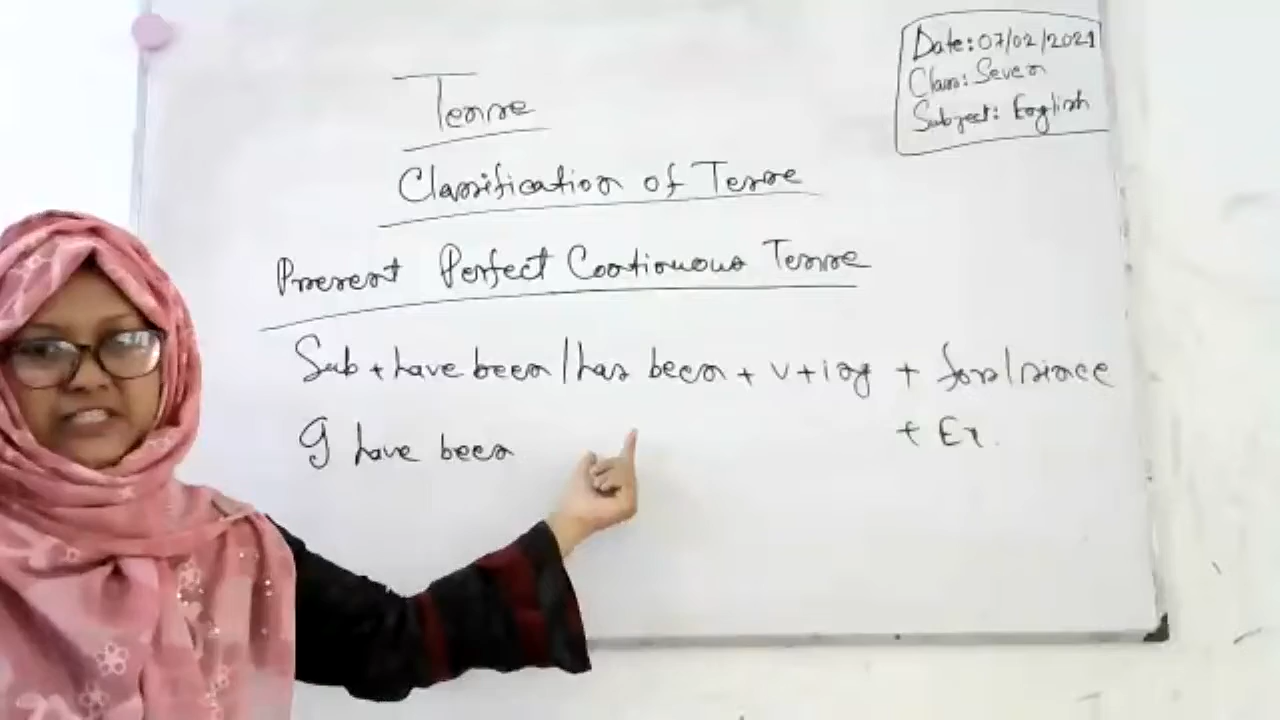 Date: 07/02/2021
Class: Seven
Subject: English
Tense
Classification of Tense
Present Perfect Continuous Tense
Sub + have been / has been + v + ing + for / since
+ Ex.
I have been